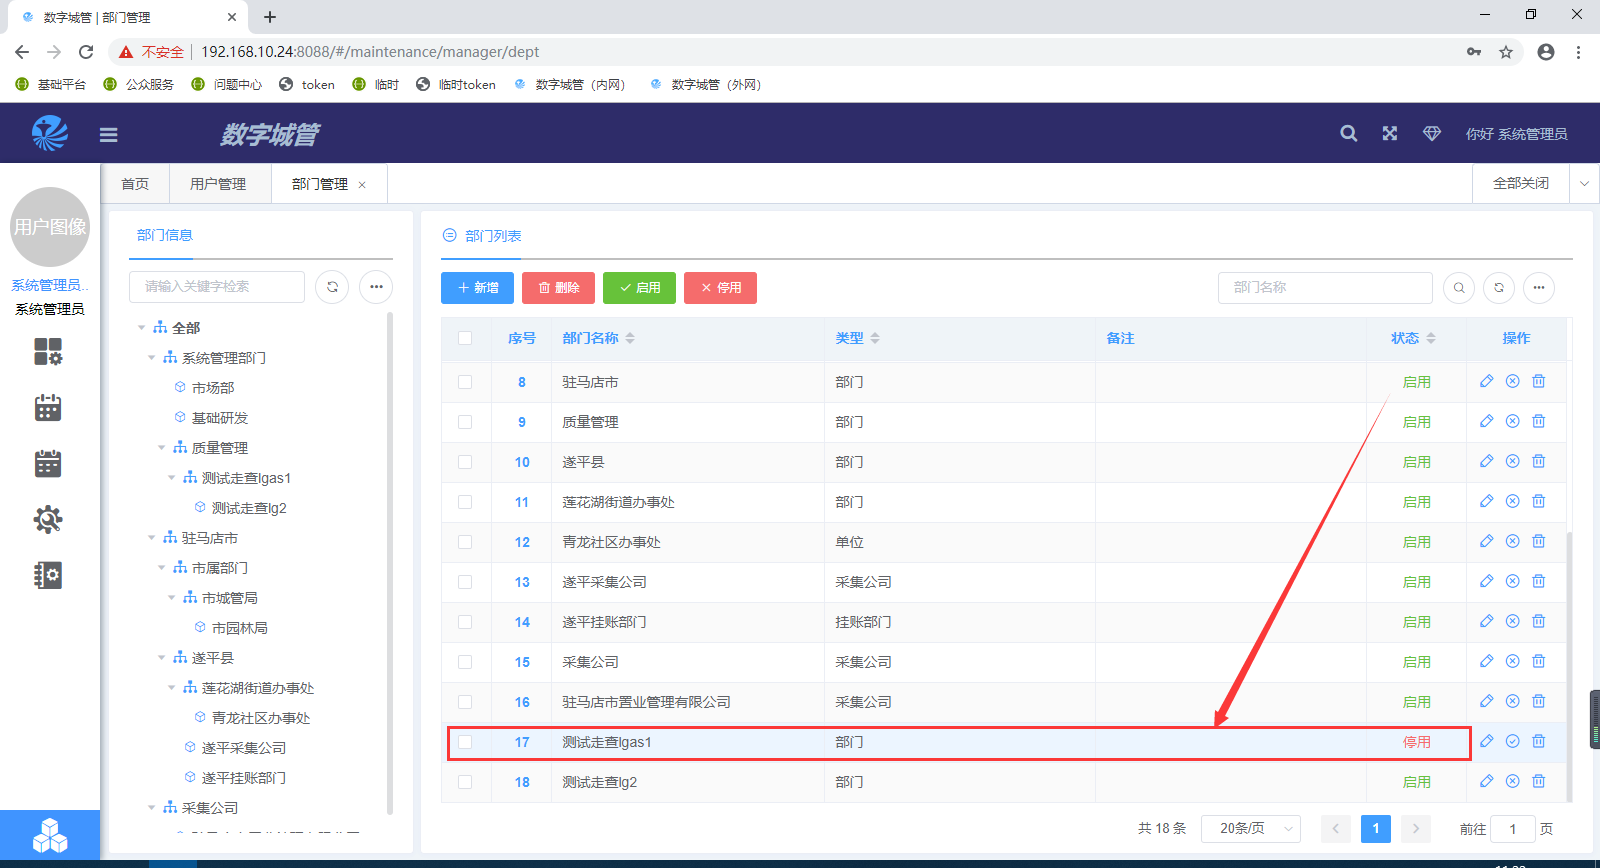 数字城管 | 部门管理
不安全 192.168.10.24:8088/#/maintenance/manager/dept
基础平台 公众服务 问题中心 token 临时 临时token 数字城管（内网） 数字城管（外网）
数字城管
你好 系统管理员
首页 用户管理 部门管理 全部关闭
用户图像
系统管理员..
系统管理员
部门信息
请输入关键字检索
全部
系统管理部门
市场部
基础研发
质量管理
测试走查lgas1
测试走查lg2
驻马店市
市属部门
市城管局
市园林局
遂平县
莲花湖街道办事处
青龙社区办事处
遂平采集公司
遂平挂账部门
采集公司
部门列表
新增 删除 启用 停用 部门名称
序号 部门名称 类型 备注 状态 操作
8 驻马店市 部门 启用
9 质量管理 部门 启用
10 遂平县 部门 启用
11 莲花湖街道办事处 部门 启用
12 青龙社区办事处 单位 启用
13 遂平采集公司 采集公司 启用
14 遂平挂账部门 挂账部门 启用
15 采集公司 采集公司 启用
16 驻马店市置业管理有限公司 采集公司 启用
17 测试走查lgas1 部门 停用
18 测试走查lg2 部门 启用
共 18 条 20条/页 1 前往 1 页